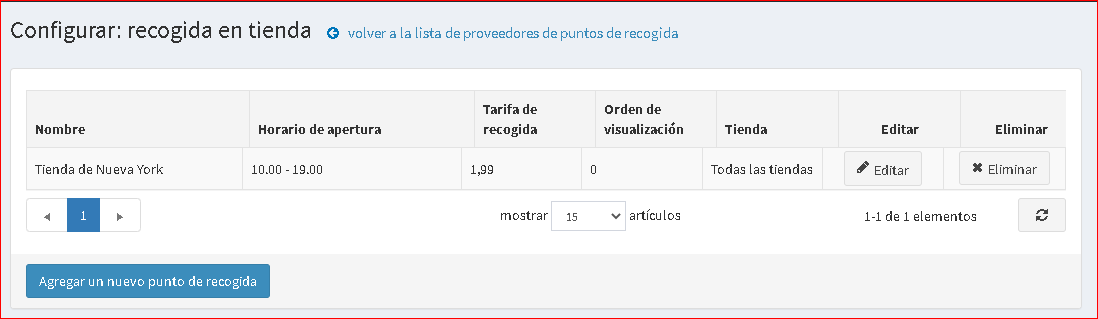 Configurar: recogida en tienda volver a la lista de proveedores de puntos de recogida
Nombre Horario de apertura Tarifa de recogida Orden de visualización Tienda Editar Eliminar
Tienda de Nueva York 10.00 - 19.00 1,99 0 Todas las tiendas Editar Eliminar
1 mostrar 15 artículos 1-1 de 1 elementos
Agregar un nuevo punto de recogida